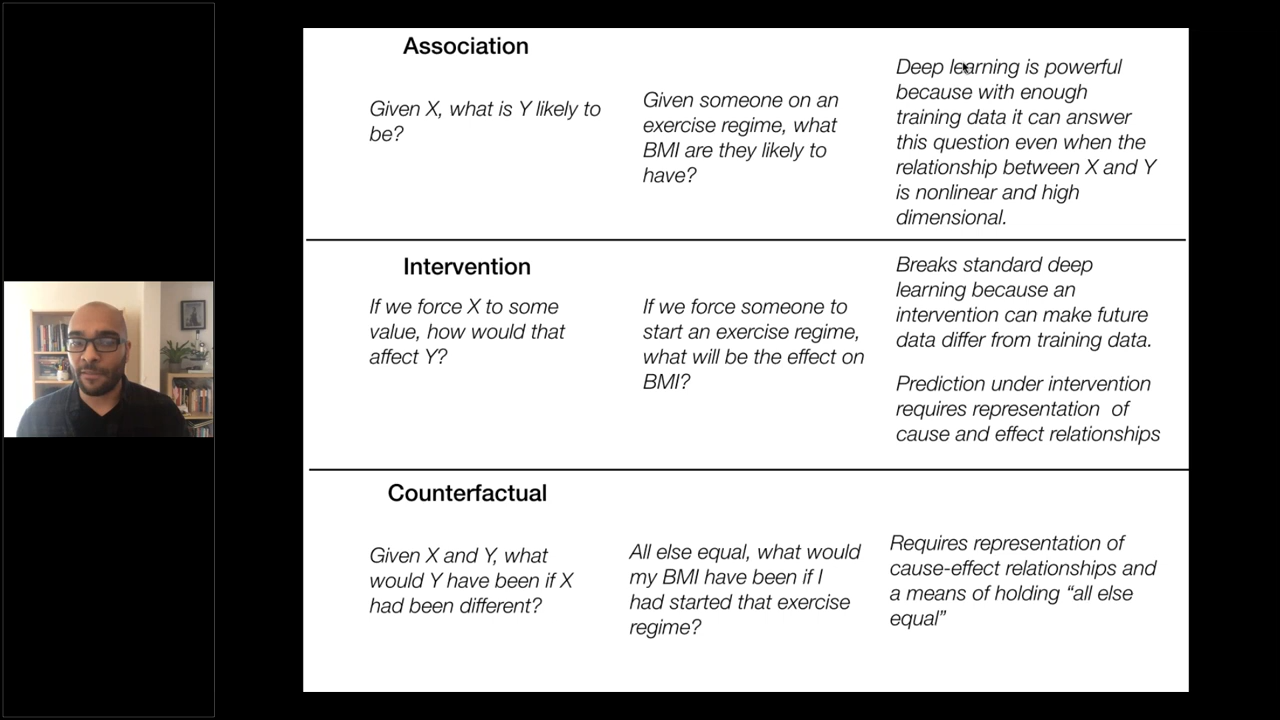 Association
Given X, what is Y likely to
be?
Given someone on an
exercise regime, what
BMI are they likely to
have?
Deep learning is powerful
because with enough
training data it can answer
this question even when the
relationship between X and Y
is nonlinear and high
dimensional.
Intervention
If we force X to some
value, how would that
affect Y?
If we force someone to
start an exercise regime,
what will be the effect on
BMI?
Breaks standard deep
learning because an
intervention can make future
data differ from training data.
Prediction under intervention
requires representation of
cause and effect relationships
Counterfactual
Given X and Y, what
would Y have been if X
had been different?
All else equal, what would
my BMI have been if I
had started that exercise
regime?
Requires representation of
cause-effect relationships and
a means of holding “all else
equal”